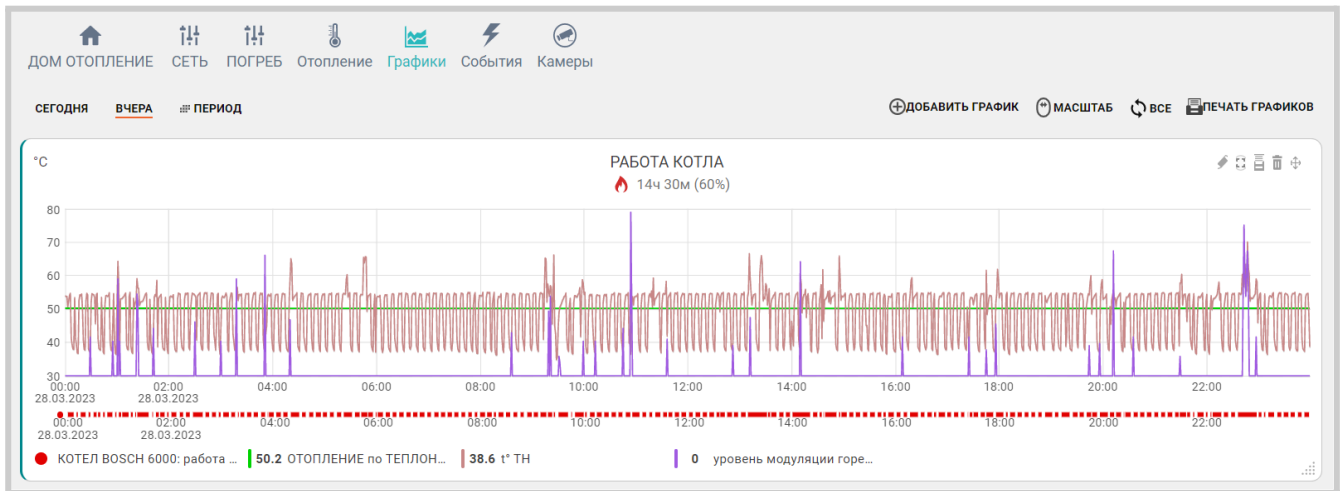 ДОМ ОТОПЛЕНИЕ СЕТЬ ПОГРЕБ Отопление Графики События Камеры
СЕГОДНЯ ВЧЕРА ПЕРИОД ДОБАВИТЬ ГРАФИК МАСШТАБ ВСЕ ПЕЧАТЬ ГРАФИКОВ
°C РАБОТА КОТЛА
14ч 30м (60%)
80
70
60
50
40
30
00:00 02:00 04:00 06:00 08:00 10:00 12:00 14:00 16:00 18:00 20:00 22:00
28.03.2023 28.03.2023
00:00 02:00 04:00 06:00 08:00 10:00 12:00 14:00 16:00 18:00 20:00 22:00
28.03.2023 28.03.2023
КОТЕЛ BOSCH 6000: работа ... 50.2 ОТОПЛЕНИЕ по ТЕПЛОН... 38.6 t° TH 0 уровень модуляции горе...